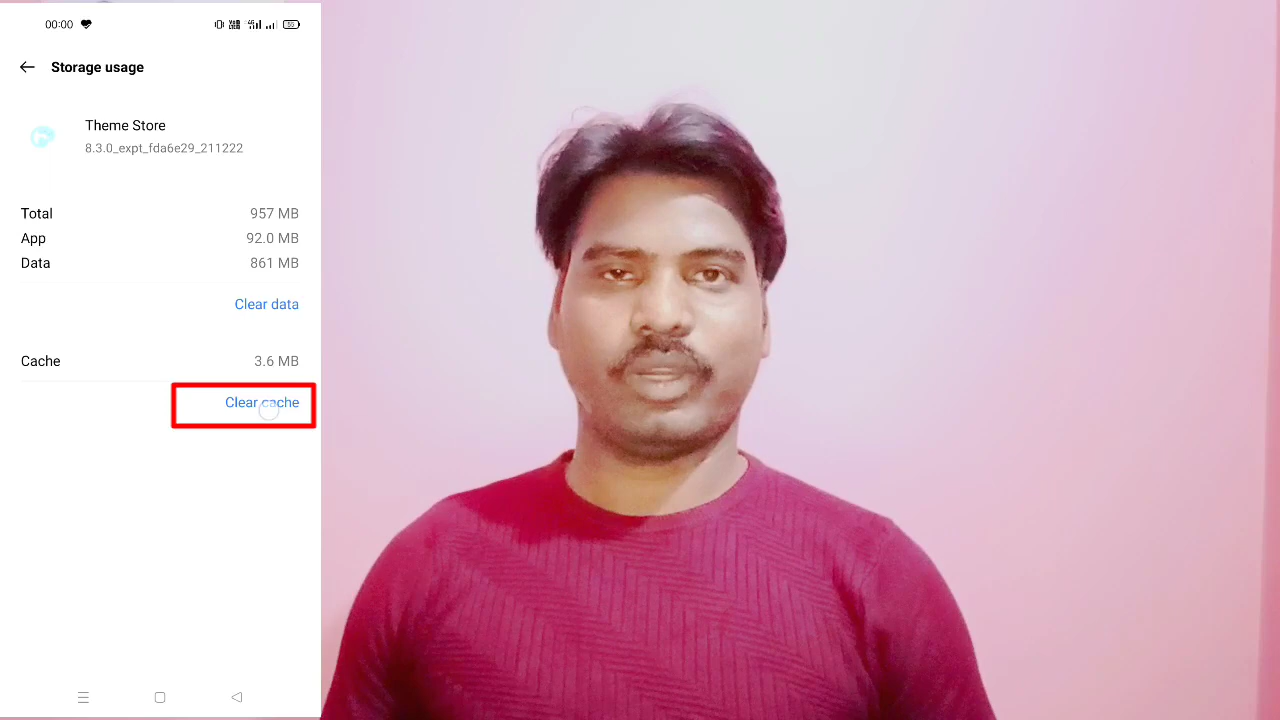 00:00
Storage usage
Theme Store
8.3.0_expt_fda6e29_211222
Total 957 MB
App 92.0 MB
Data 861 MB
Clear data
Cache 3.6 MB
Clear cache